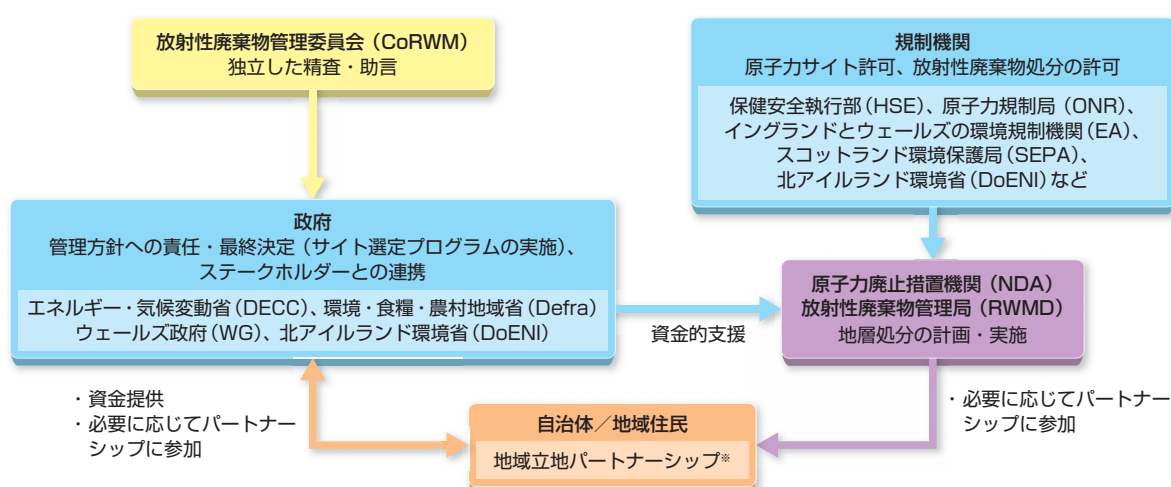 放射性廃棄物管理委員会（CoRWM）
独立した精査・助言
規制機関
原子力サイト許可、放射性廃棄物処分の許可
保健安全執行部（HSE）、原子力規制局（ONR）、
イングランドとウェールズの環境規制機関（EA）、
スコットランド環境保護局（SEPA）、
北アイルランド環境省（DoENI）など
政府
管理方針への責任・最終決定（サイト選定プログラムの実施）、
ステークホルダーとの連携
エネルギー・気候変動省（DECC）、環境・食糧・農村地域省（Defra）
ウェールズ政府（WG）、北アイルランド環境省（DoENI）
資金的支援
原子力廃止措置機関（NDA）
放射性廃棄物管理局（RWMD）
地層処分の計画・実施
・資金提供
・必要に応じてパートナー
シップに参加
自治体／地域住民
地域立地パートナーシップ※
・必要に応じてパートナー
シップに参加